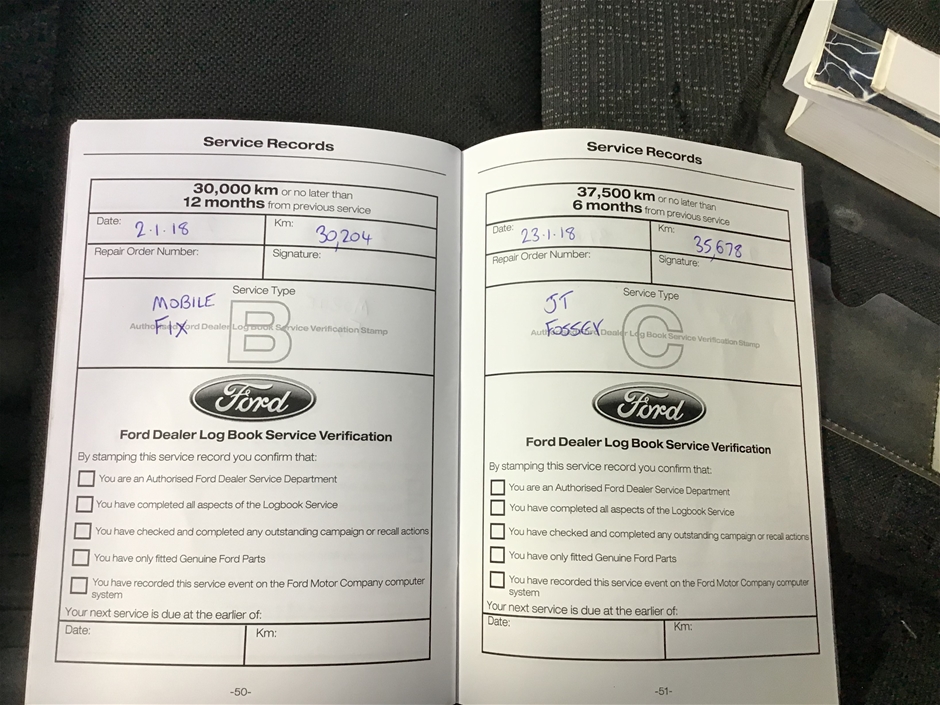 Service Records
30,000 km or no later than
12 months from previous service
Date: 2.1.18
Km: 30,204
Repair Order Number:
Signature:
Service Type
MOBILE
FIX
B
Authorised Ford Dealer Log Book Service Verification Stamp
Ford
Ford Dealer Log Book Service Verification
By stamping this service record you confirm that:
You are an Authorised Ford Dealer Service Department
You have completed all aspects of the Logbook Service
You have checked and completed any outstanding campaign or recall actions
You have only fitted Genuine Ford Parts
You have recorded this service event on the Ford Motor Company computer
system
Your next service is due at the earlier of:
Date:
Km:
-50-
Service Records
37,500 km or no later than
6 months from previous service
Date: 23.1.18
Km: 35,678
Repair Order Number:
Signature:
Service Type
JT
FOSSEY
C
Authorised Ford Dealer Log Book Service Verification Stamp
Ford
Ford Dealer Log Book Service Verification
By stamping this service record you confirm that:
You are an Authorised Ford Dealer Service Department
You have completed all aspects of the Logbook Service
You have checked and completed any outstanding campaign or recall actions
You have only fitted Genuine Ford Parts
You have recorded this service event on the Ford Motor Company computer
system
Your next service is due at the earlier of:
Date:
Km:
-51-